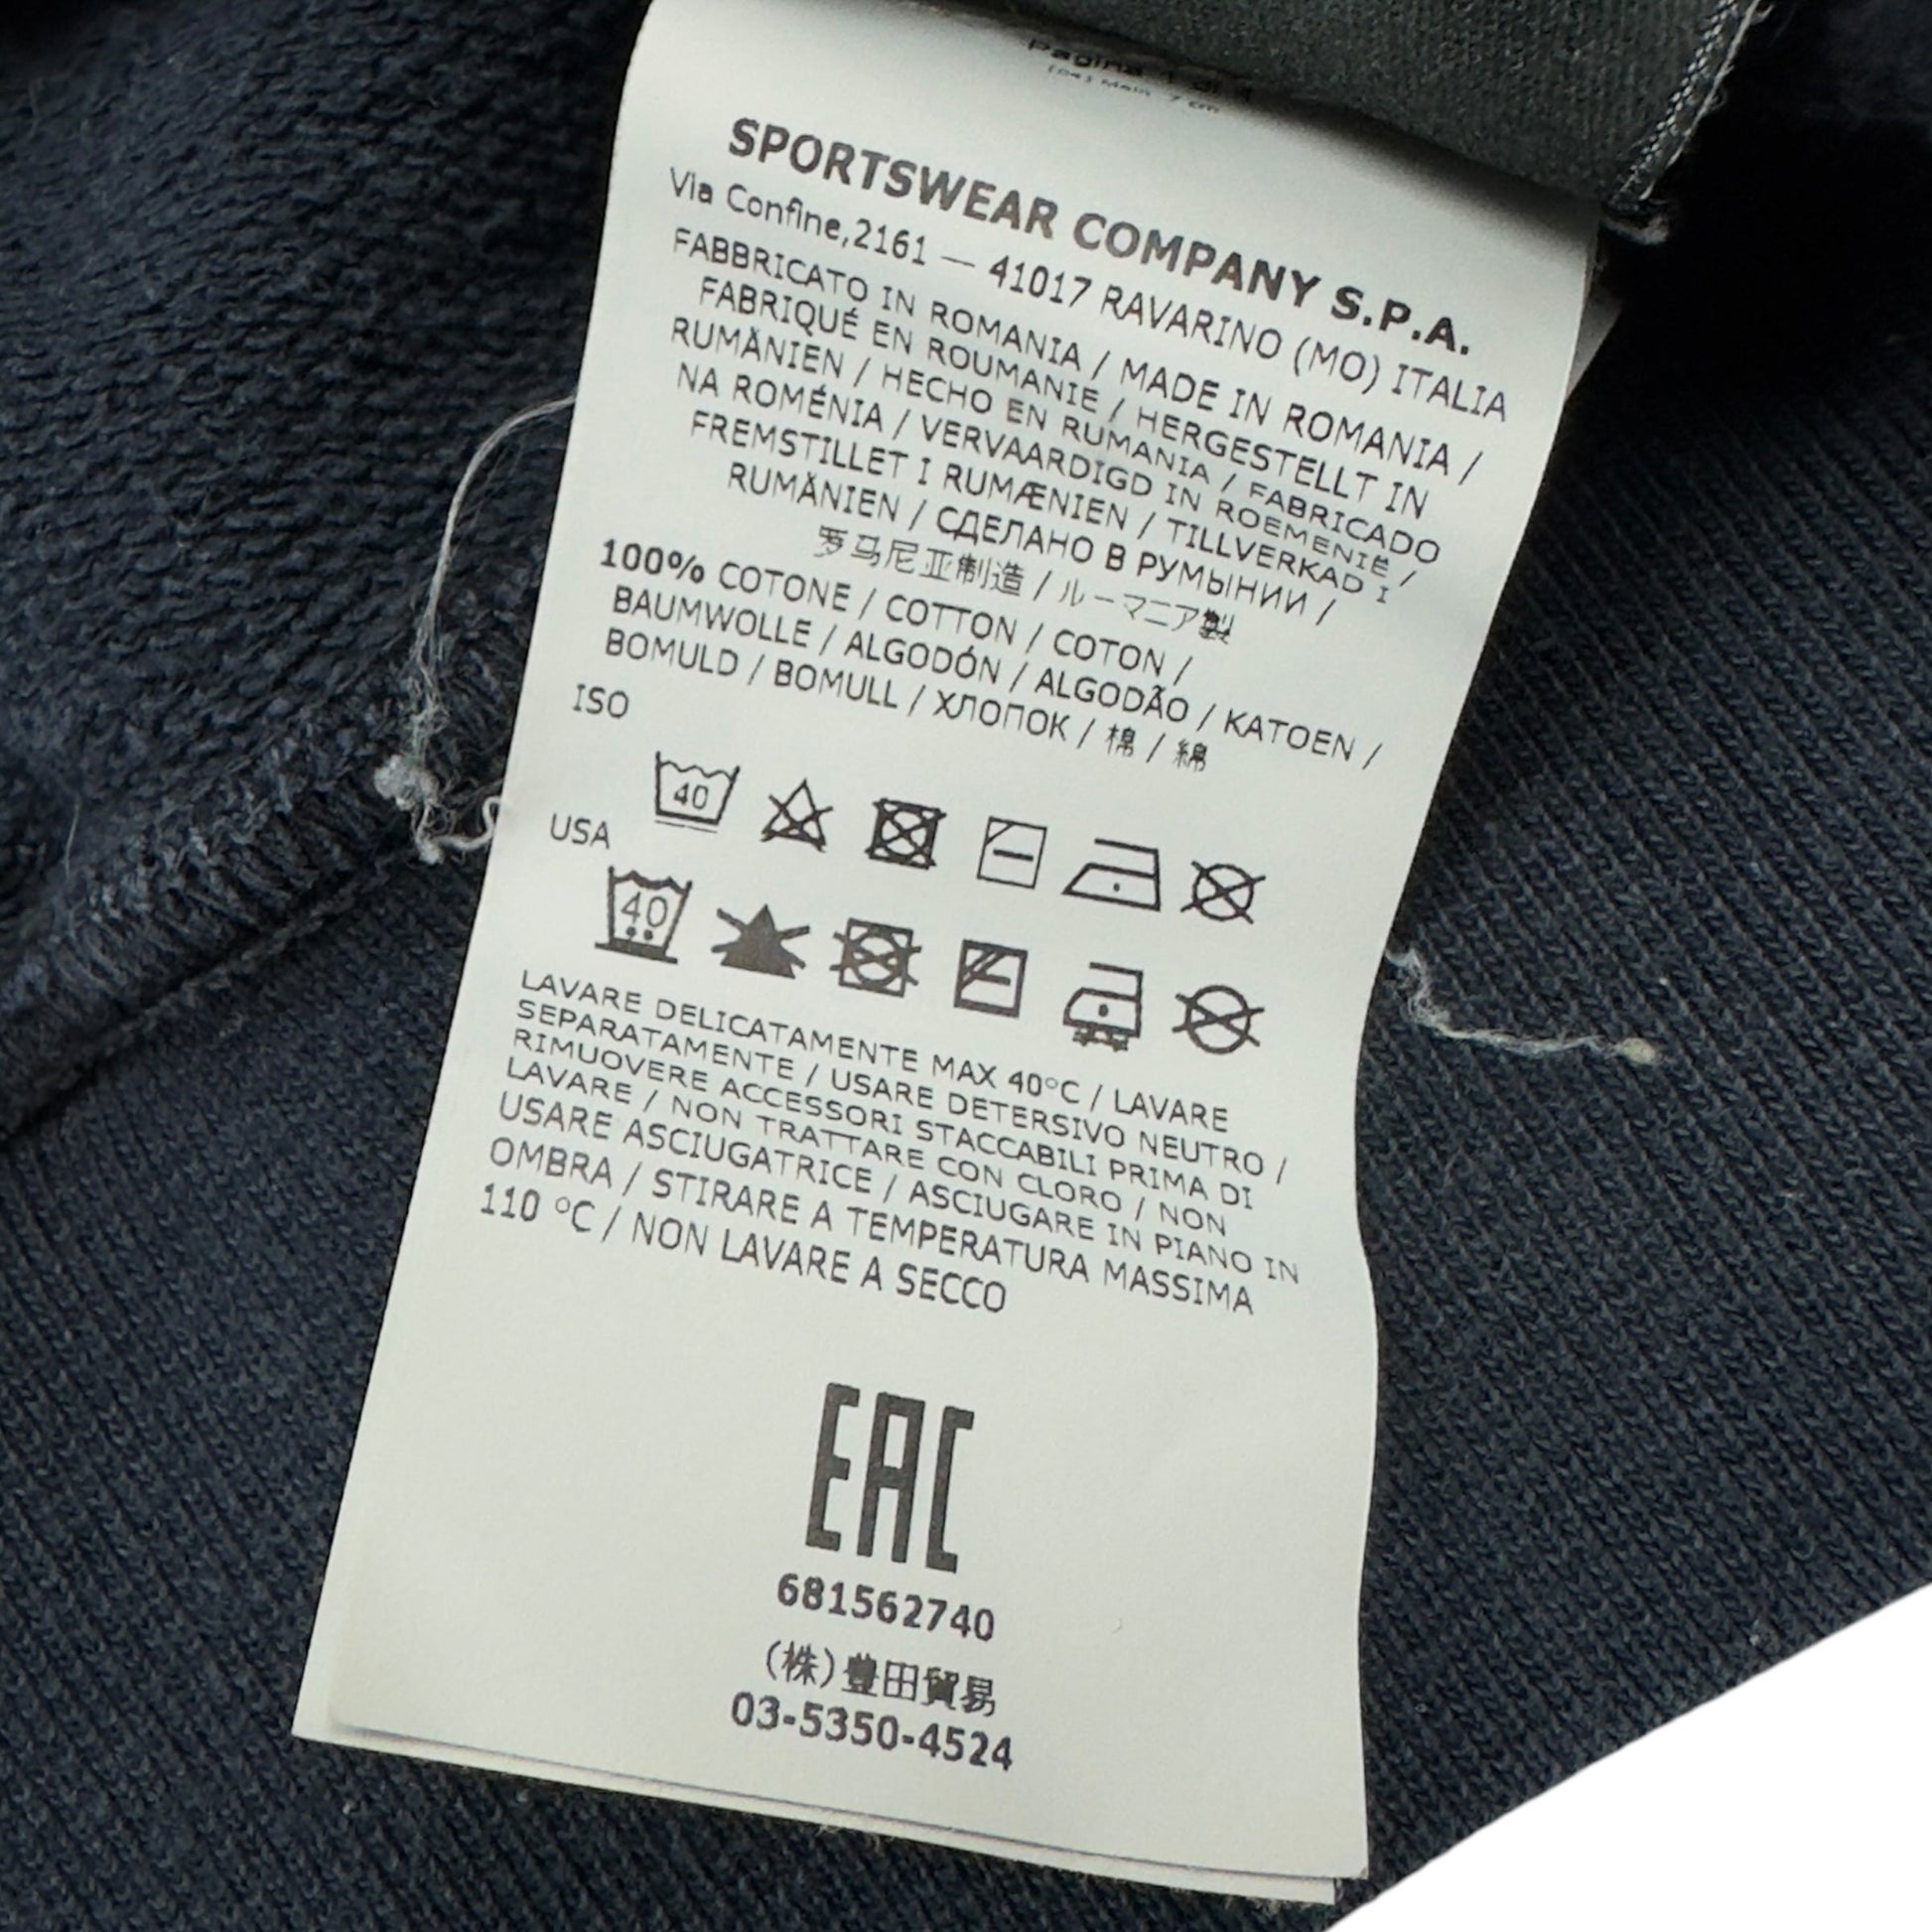 Pagina 1 di
SPORTSWEAR COMPANY S.P.A.
Via Confine,2161 — 41017 RAVARINO (MO) ITALIA
FABBRICATO IN ROMANIA / MADE IN ROMANIA /
FABRIQUÉ EN ROUMANIE / HERGESTELLT IN
RUMÄNIEN / HECHO EN RUMANIA / FABRICADO
NA ROMÉNIA / VERVAARDIGD IN ROEMENIË /
FREMSTILLET I RUMÆNIEN / TILLVERKAD I
RUMÄNIEN / СДЕЛАНО В РУМЫНИИ /
罗马尼亚制造 / ルーマニア製
100% COTONE / COTTON / COTON /
BAUMWOLLE / ALGODÓN / ALGODÃO / KATOEN /
BOMULD / BOMULL / ХЛОПОК / 棉 / 綿
ISO
40
USA
40
LAVARE DELICATAMENTE MAX 40°C / LAVARE
SEPARATAMENTE / USARE DETERSIVO NEUTRO /
RIMUOVERE ACCESSORI STACCABILI PRIMA DI
LAVARE / NON TRATTARE CON CLORO / NON
USARE ASCIUGATRICE / ASCIUGARE IN PIANO IN
OMBRA / STIRARE A TEMPERATURA MASSIMA
110 °C / NON LAVARE A SECCO
EAC
681562740
(株)豊田貿易
03-5350-4524